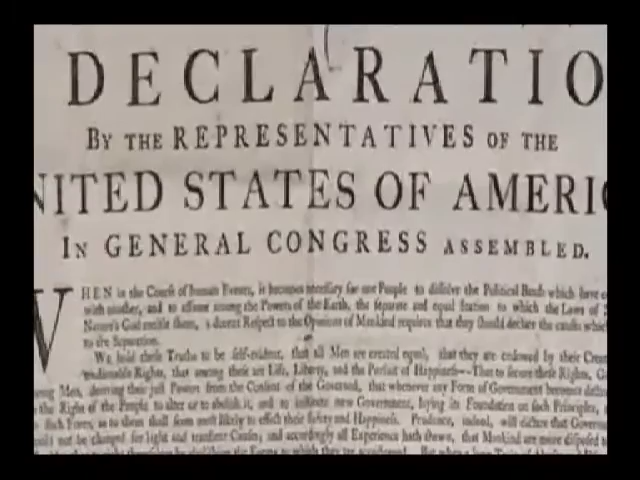 DECLARATIO
BY THE REPRESENTATIVES OF THE
NITED STATES OF AMERI
IN GENERAL CONGRESS ASSEMBLED.
WHEN in the Course of human Events, it becomes necessary for one People to dissolve the Political Bands which have
with another, and to assume among the Powers of the Earth, the separate and equal Station to which the Laws of
Nature's God entitle them, a decent Respect to the Opinions of Mankind requires that they should declare the causes
to the Separation.
We hold these Truths to be self-evident, that all Men are created equal, that they are endowed by their
Rights, that among these are Life, Liberty, and the Pursuit of Happiness--That to secure these Rights,
Men, deriving their just Powers from the Consent of the Governed, that whenever any Form of Government becomes
the Right of the People to alter or to abolish it, and to institute new Government, laying its Foundation on such Principles,
such Form, as to them shall seem most likely to effect their Safety and Happiness. Prudence, indeed, will dictate that
not be changed for light and transient Causes; and accordingly all Experience hath shewn, that Mankind are more disposed